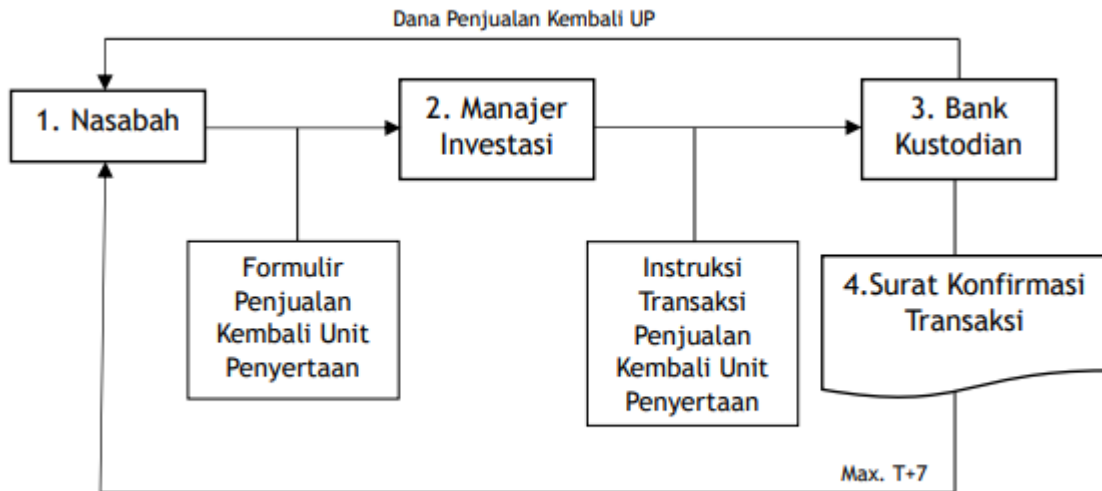 Dana Penjualan Kembali UP
1. Nasabah
2. Manajer
Investasi
3. Bank
Kustodian
Formulir
Penjualan
Kembali Unit
Penyertaan
Instruksi
Transaksi
Penjualan
Kembali Unit
Penyertaan
4.Surat Konfirmasi
Transaksi
Max. T+7